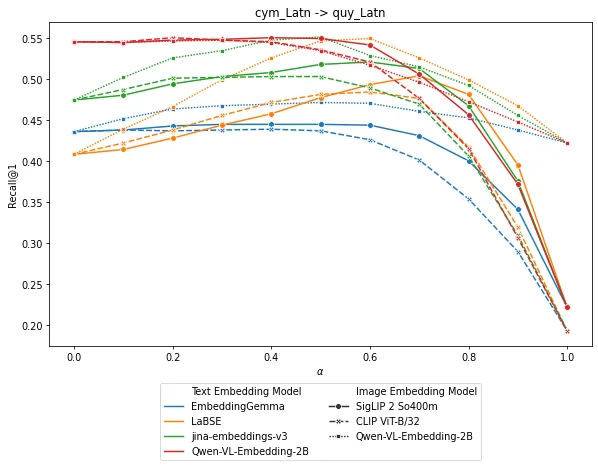 cym_Latn -> quy_Latn
Recall@1
0.55
0.50
0.45
0.40
0.35
0.30
0.25
0.20
0.0
0.2
0.4
0.6
0.8
1.0
α
Text Embedding Model
EmbeddingGemma
LaBSE
jina-embeddings-v3
Qwen-VL-Embedding-2B
Image Embedding Model
SigLIP 2 So400m
CLIP ViT-B/32
Qwen-VL-Embedding-2B